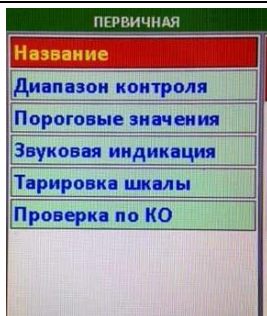 ПЕРВИЧНАЯ
Название
Диапазон контроля
Пороговые значения
Звуковая индикация
Тарировка шкалы
Проверка по КО